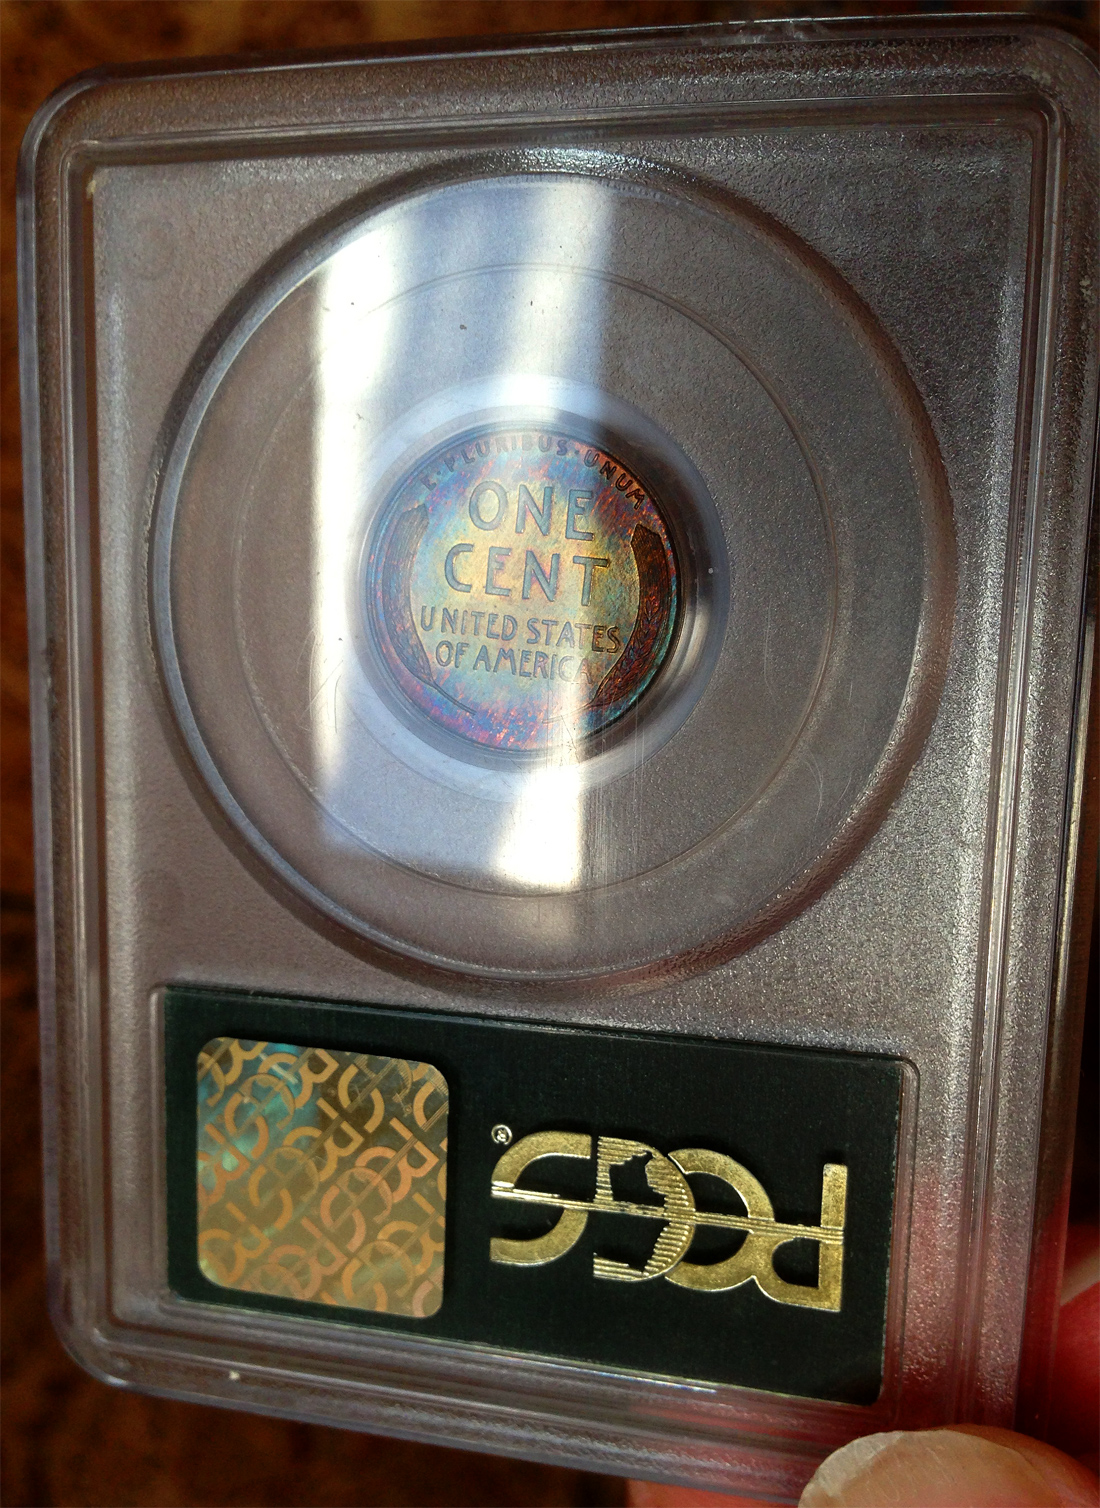 E·PLURIBUS·UNUM
ONE
CENT
UNITED STATES
OF AMERICA
PCGS®